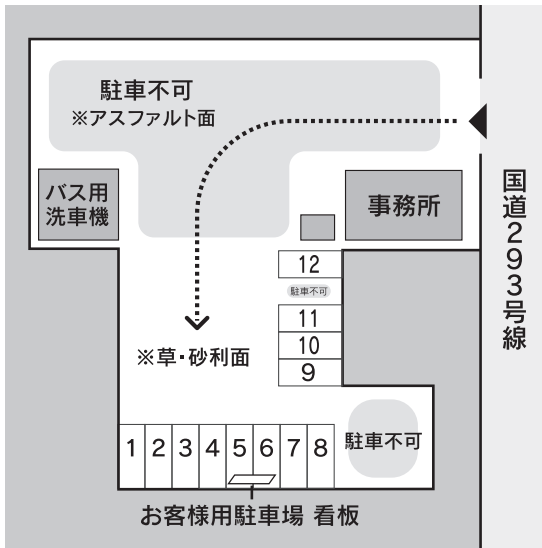 駐車不可
※アスファルト面
バス用
洗車機
事務所
国道293号線
12
駐車不可
11
10
9
※草・砂利面
1 2 3 4 5 6 7 8
駐車不可
お客様用駐車場 看板